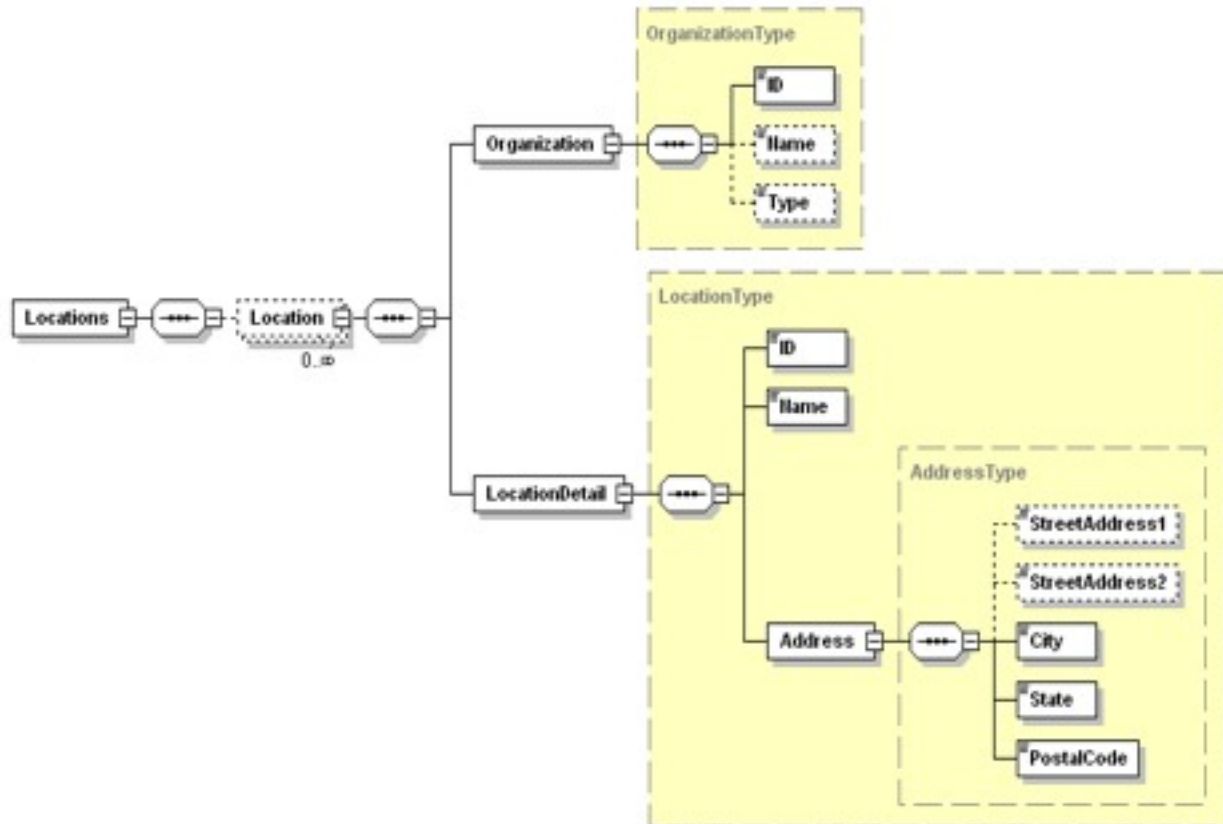 OrganizationType
ID
Organization
Name
Type
LocationType
Locations
Location
0..∞
ID
Name
AddressType
LocationDetail
StreetAddress1
StreetAddress2
Address
City
State
PostalCode